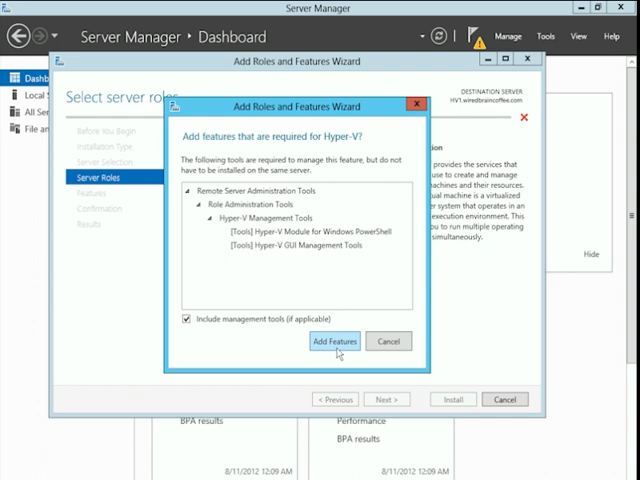 Server Manager
Server Manager • Dashboard
Manage Tools View Help
Add Roles and Features Wizard
Dashb
Local S
All Ser
File an
Select server roles
DESTINATION SERVER
HV1.wiredbraincoffee.com
Before You Begin
Installation Type
Server Selection
Server Roles
Features
Confirmation
Results
Add Roles and Features Wizard
Add features that are required for Hyper-V?
The following tools are required to manage this feature, but do not
have to be installed on the same server.
Remote Server Administration Tools
Role Administration Tools
Hyper-V Management Tools
[Tools] Hyper-V Module for Windows PowerShell
[Tools] Hyper-V GUI Management Tools
Include management tools (if applicable)
Add Features Cancel
provides the services that
use to create and manage
achines and their resources.
ual machine is a virtualized
er system that operates in an
execution environment. This
ou to run multiple operating
simultaneously.
Hide
< Previous Next > Install Cancel
BPA results
8/11/2012 12:09 AM
Performance
BPA results
8/11/2012 12:09 AM